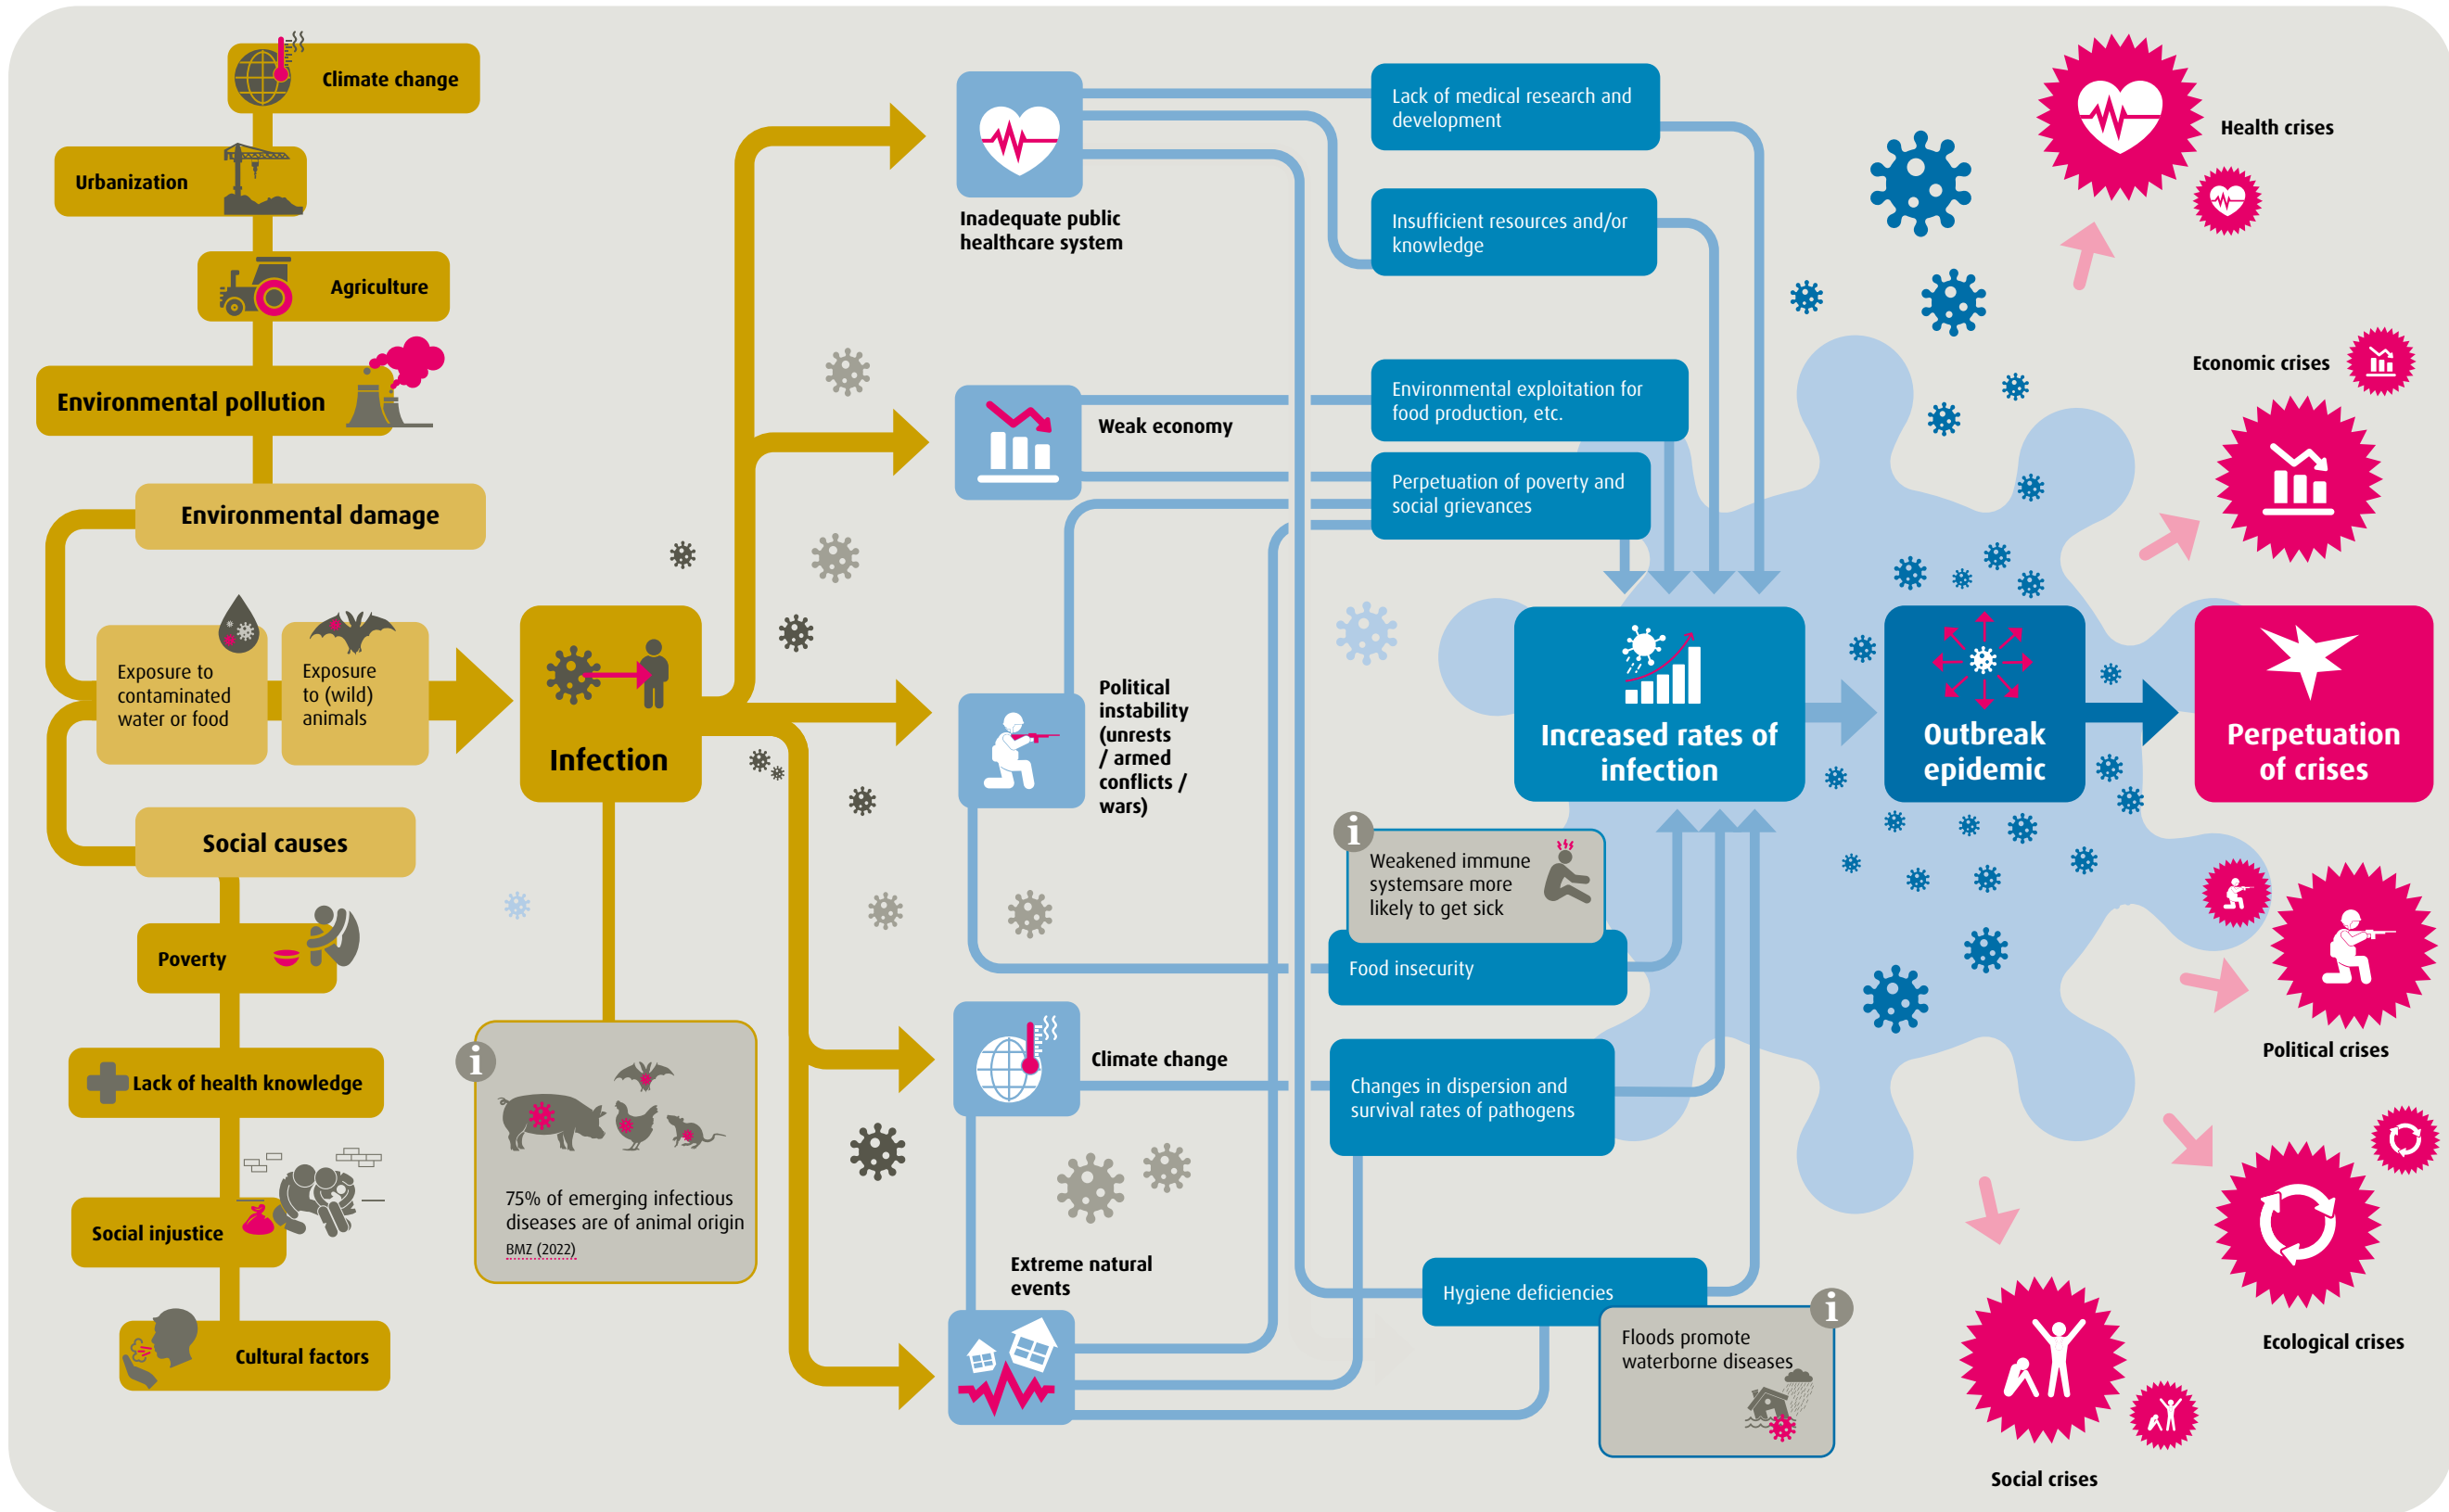 Climate change
Urbanization
Agriculture
Environmental pollution
Environmental damage
Exposure to
contaminated
water or food
Exposure
to (wild)
animals
Social causes
Poverty
Lack of health knowledge
Social injustice
Cultural factors
Infection
75% of emerging infectious
diseases are of animal origin
BMZ (2022)
Inadequate public
healthcare system
Weak economy
Political
instability
(unrests
/ armed
conflicts /
wars)
Climate change
Extreme natural
events
Lack of medical research and
development
Insufficient resources and/or
knowledge
Environmental exploitation for
food production, etc.
Perpetuation of poverty and
social grievances
Increased rates of
infection
Weakened immune
systemsare more
likely to get sick
Food insecurity
Changes in dispersion and
survival rates of pathogens
Hygiene deficiencies
Floods promote
waterborne diseases
Outbreak
epidemic
Perpetuation
of crises
Health crises
Economic crises
Political crises
Ecological crises
Social crises